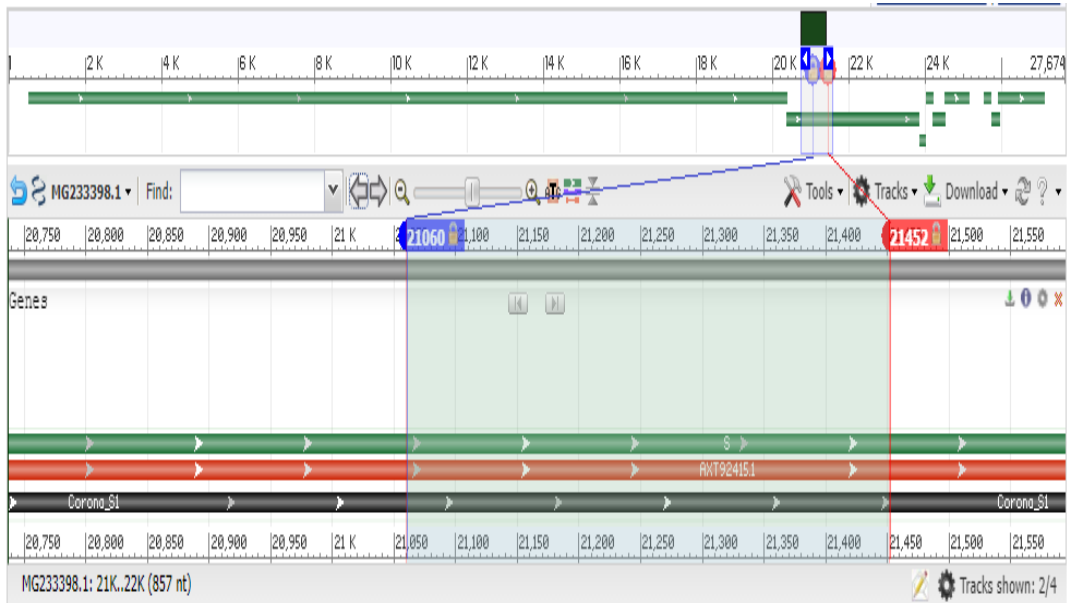 2 K 4 K 6 K 8 K 10 K 12 K 14 K 16 K 18 K 20 K 22 K 24 K 27,674
MG233398.1 Find: Tools Tracks Download ?
20,750 20,800 20,850 20,900 20,950 21 K 21060 21,100 21,150 21,200 21,250 21,300 21,350 21,400 21452 21,500 21,550
Genes
S
AXT92415.1
Corona_S1 Corona_S1
20,750 20,800 20,850 20,900 20,950 21 K 21,050 21,100 21,150 21,200 21,250 21,300 21,350 21,400 21,450 21,500 21,550
MG233398.1: 21K..22K (857 nt) Tracks shown: 2/4